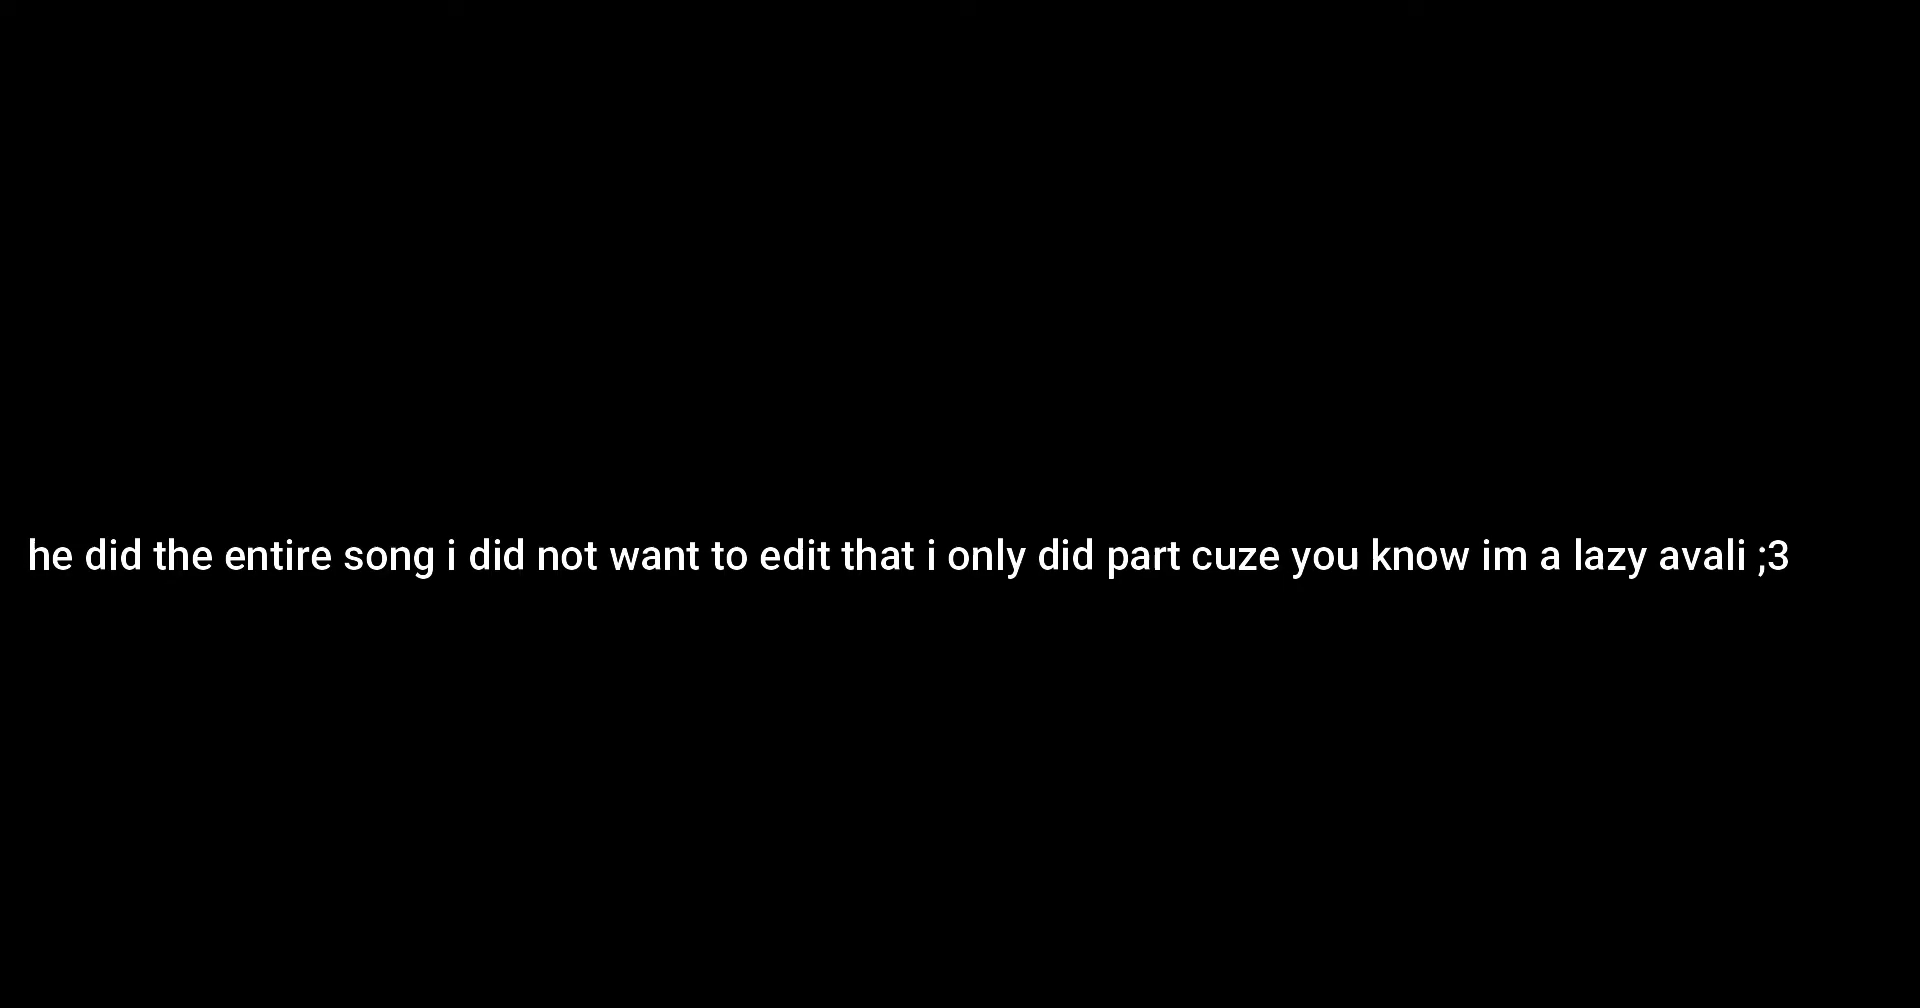 he did the entire song i did not want to edit that i only did part cuze you know im a lazy avali ;3